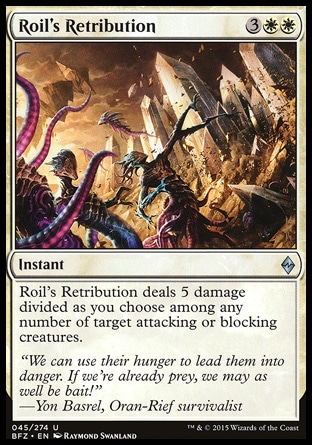 Roil's Retribution 3
Instant
Roil's Retribution deals 5 damage
divided as you choose among any
number of target attacking or blocking
creatures.
“We can use their hunger to lead them into
danger. If we're already prey, we may as
well be bait!”
—Yon Basrel, Oran-Rief survivalist
045/274 U
BFZ • EN Raymond Swanland
™ & © 2015 Wizards of the Coast